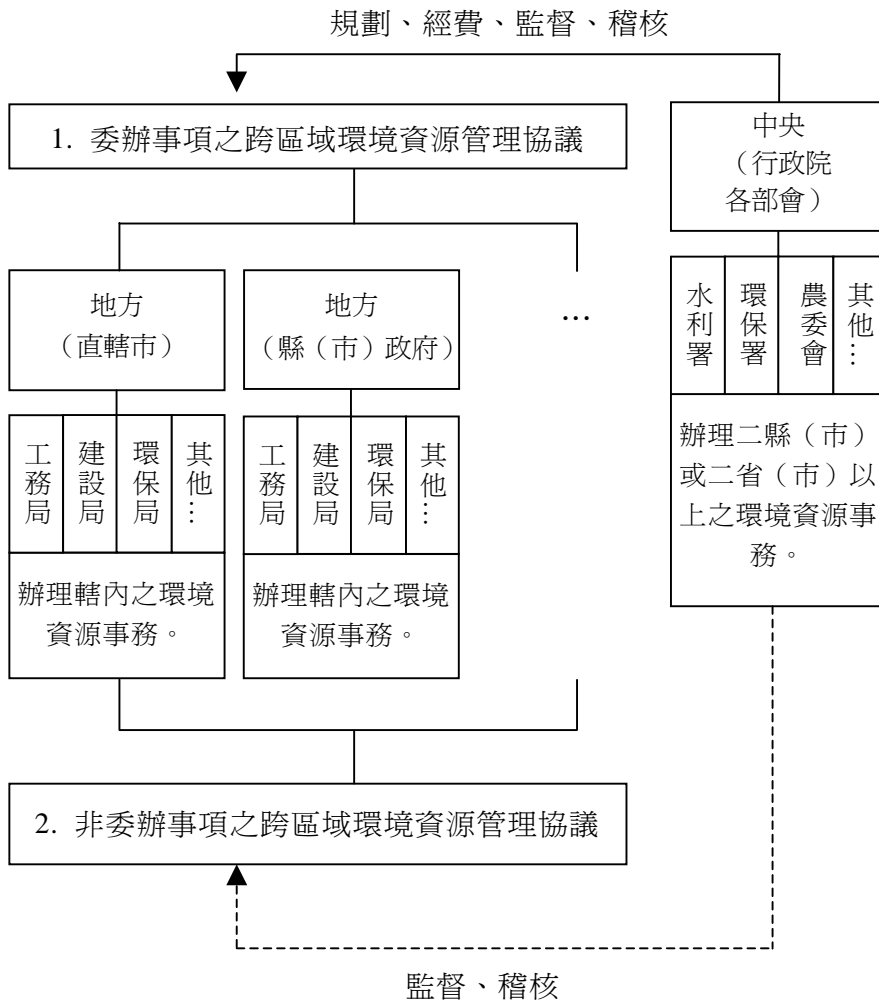 規劃、經費、監督、稽核
1. 委辦事項之跨區域環境資源管理協議
中央
（行政院
各部會）
地方
（直轄市）
地方
（縣（市）政府）
...
水利署
環保署
農委會
其他…
工務局
建設局
環保局
其他…
工務局
建設局
環保局
其他…
辦理二縣（市）
或二省（市）以
上之環境資源事
務。
辦理轄內之環境
資源事務。
辦理轄內之環境
資源事務。
...
2. 非委辦事項之跨區域環境資源管理協議
監督、稽核